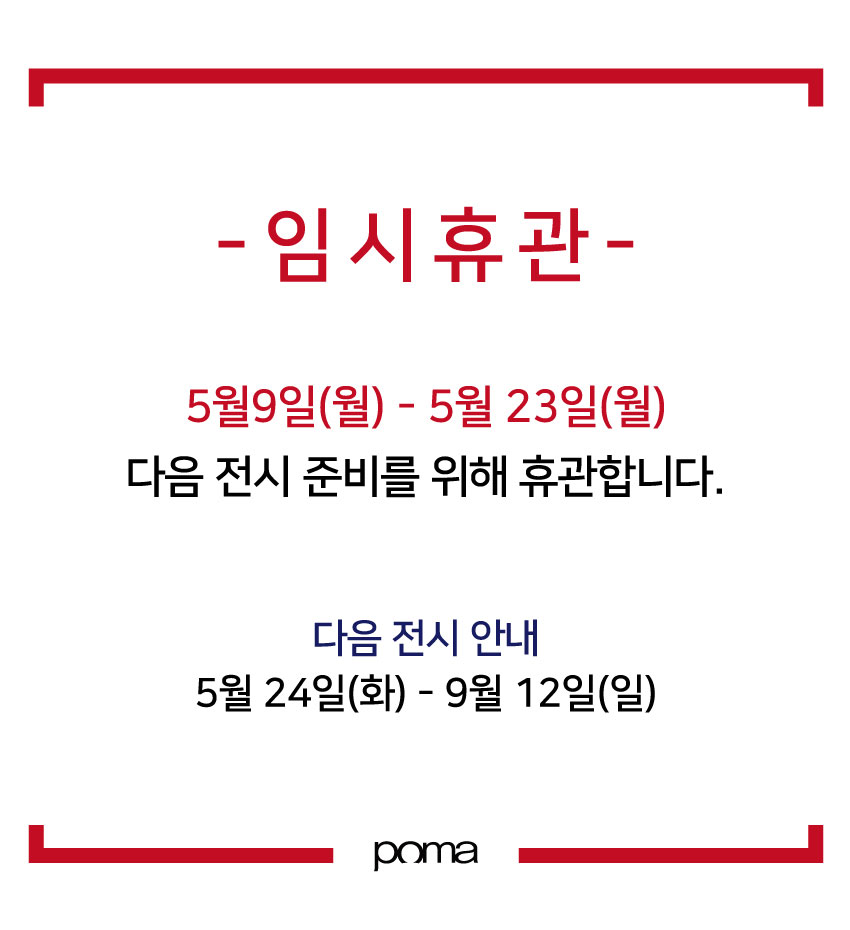 - 임시휴관 -
5월9일(월) - 5월 23일(월)
다음 전시 준비를 위해 휴관합니다.
다음 전시 안내
5월 24일(화) - 9월 12일(일)
poma